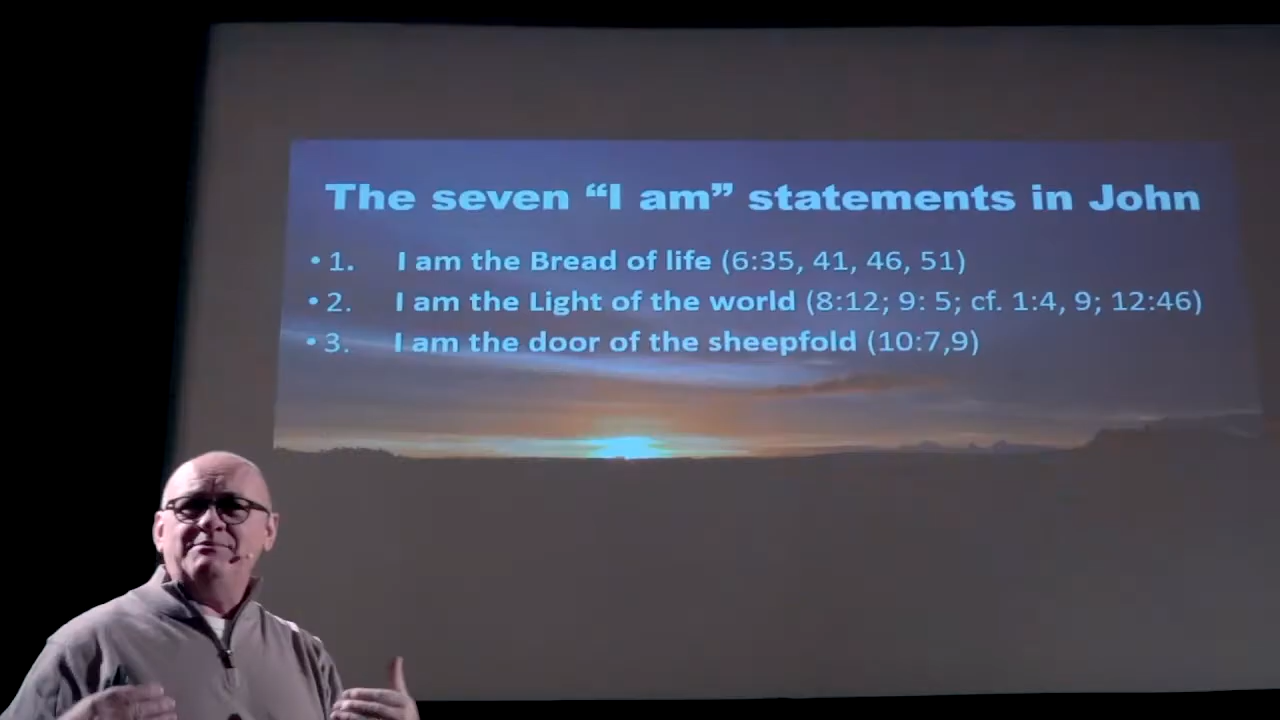 The seven “I am” statements in John
• 1. I am the Bread of life (6:35, 41, 46, 51)
• 2. I am the Light of the world (8:12; 9: 5; cf. 1:4, 9; 12:46)
• 3. I am the door of the sheepfold (10:7,9)